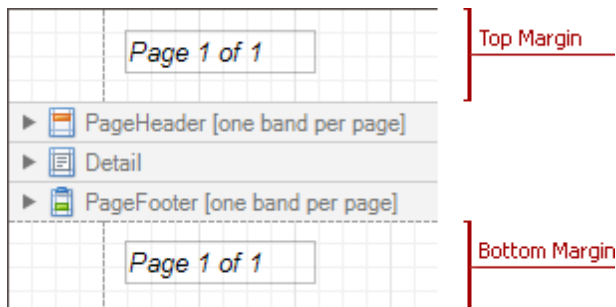 Page 1 of 1
Top Margin
PageHeader [one band per page]
Detail
PageFooter [one band per page]
Page 1 of 1
Bottom Margin